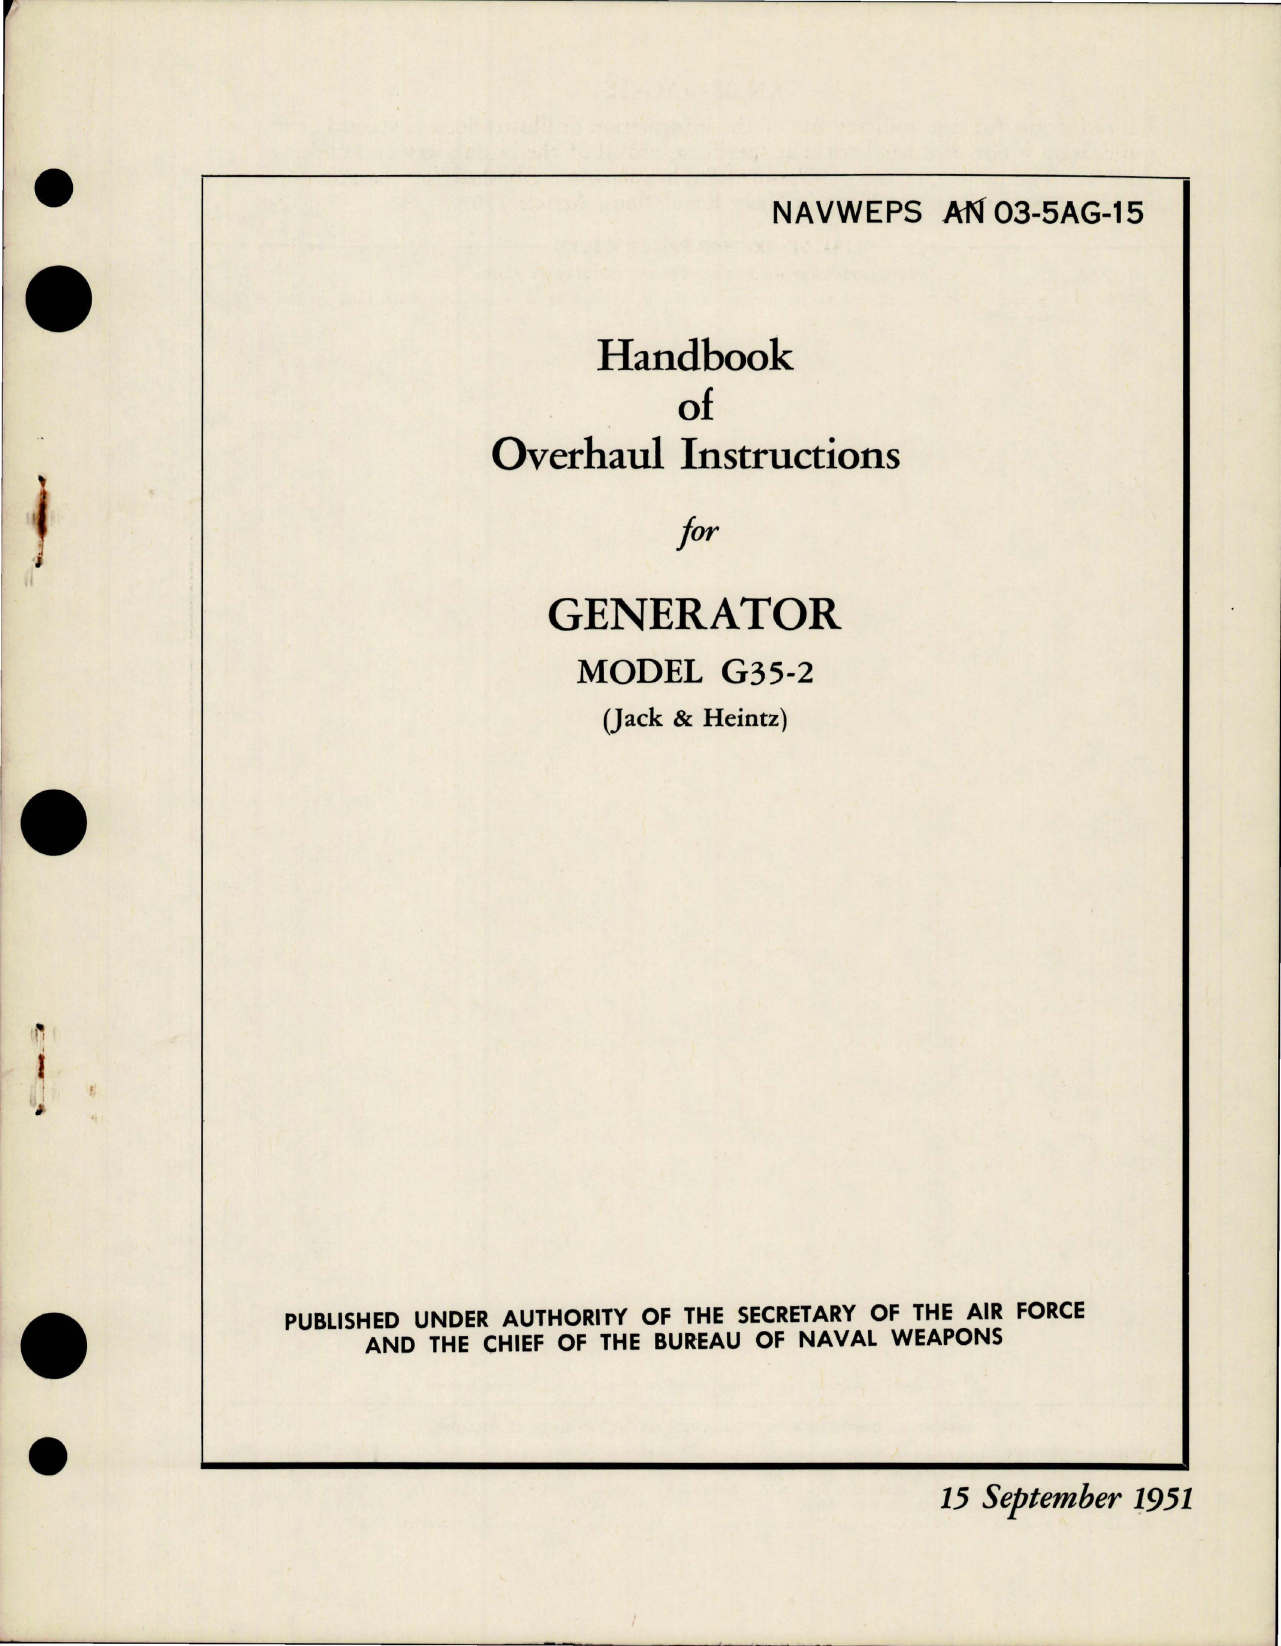 NAVWEPS AN 03-5AG-15
Handbook
of
Overhaul Instructions
for
GENERATOR
MODEL G35-2
(Jack & Heintz)
PUBLISHED UNDER AUTHORITY OF THE SECRETARY OF THE AIR FORCE
AND THE CHIEF OF THE BUREAU OF NAVAL WEAPONS
15 September 1951